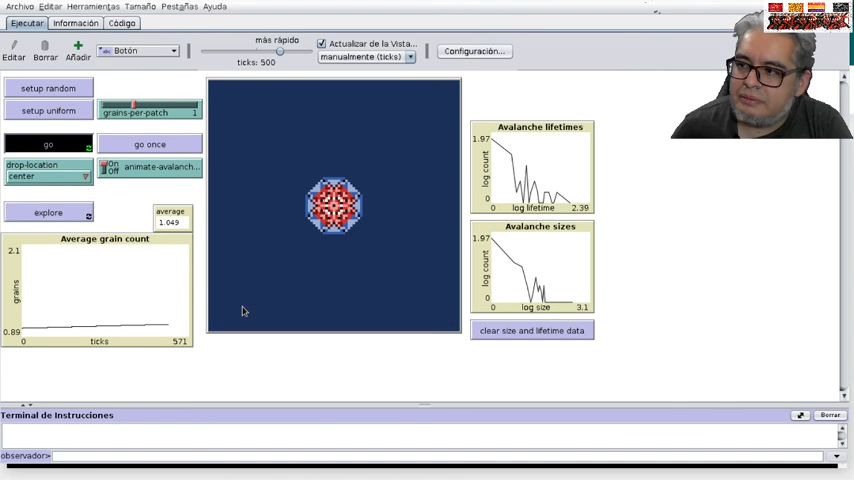 Archivo Editar Herramientas Tamaño Pestañas Ayuda
Ejecutar Información Código
Editar Borrar Añadir
abc Botón
más rápido
ticks: 500
Actualizar de la Vista...
manualmente (ticks)
Configuración...
setup random
setup uniform
grains-per-patch 1
go
go once
drop-location
center
On
Off
animate-avalanch...
explore
average
1.049
Average grain count
2.1
grains
0.89
0 ticks 571
Avalanche lifetimes
1.97
log count
0
0 log lifetime 2.39
Avalanche sizes
1.97
log count
0
0 log size 3.1
clear size and lifetime data
Terminal de Instrucciones
Borrar
observador>